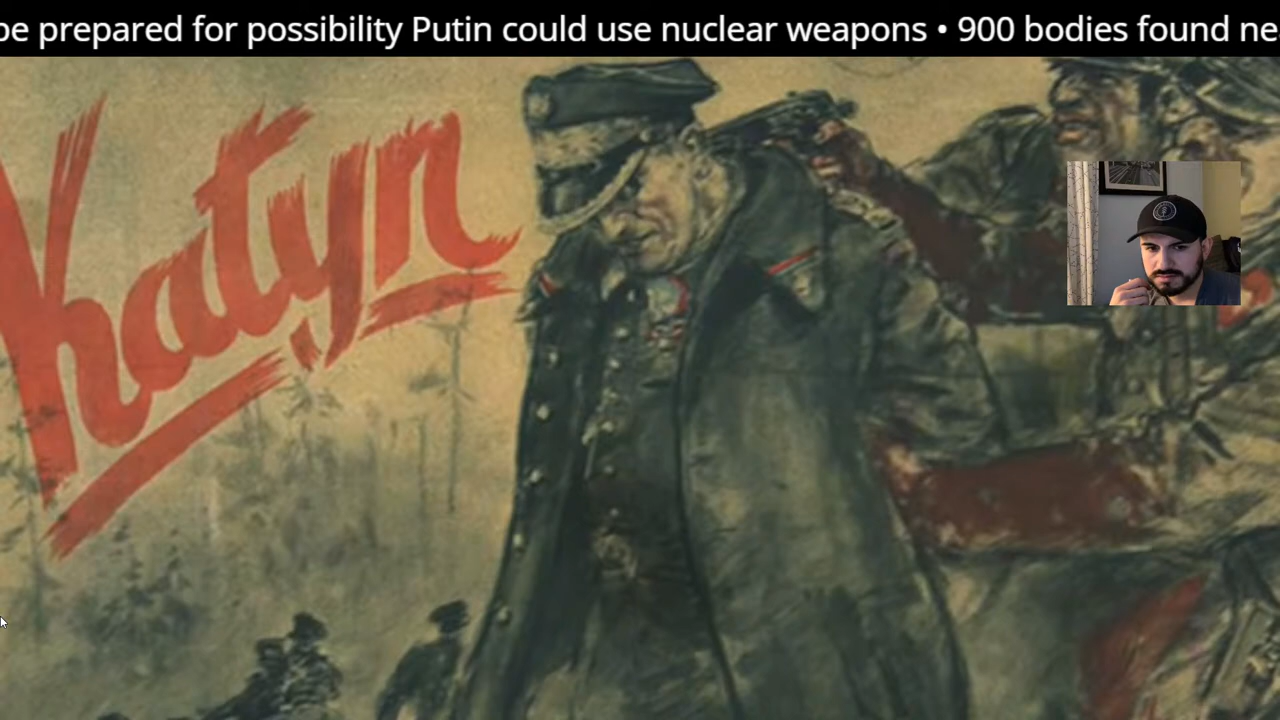 be prepared for possibility Putin could use nuclear weapons • 900 bodies found ne
Katyn